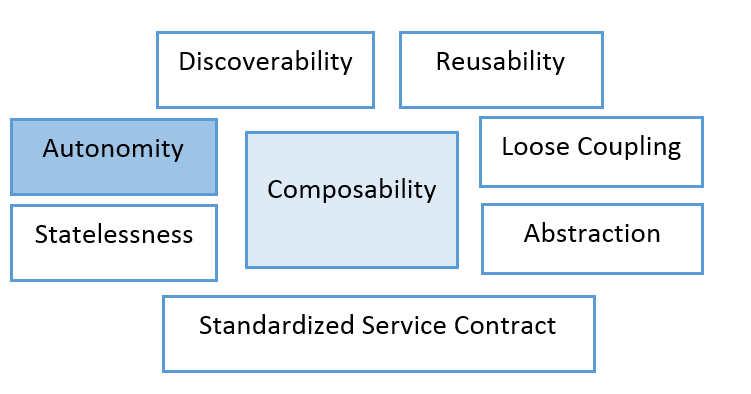 Discoverability
Reusability
Autonomity
Composability
Loose Coupling
Statelessness
Abstraction
Standardized Service Contract